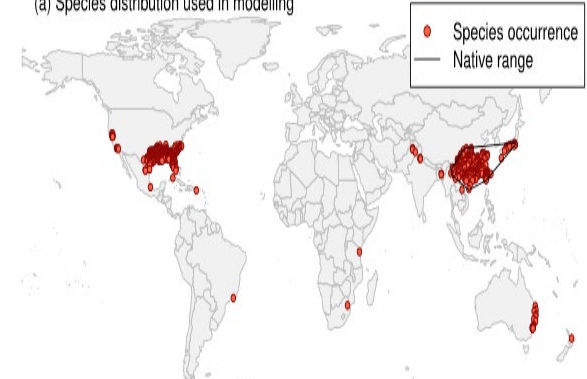 (a) Species distribution used in modelling
Species occurrence
Native range